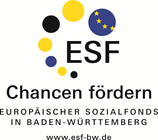 ESF
Chancen fördern
EUROPÄISCHER SOZIALFONDS
IN BADEN-WÜRTTEMBERG
www.esf-bw.de